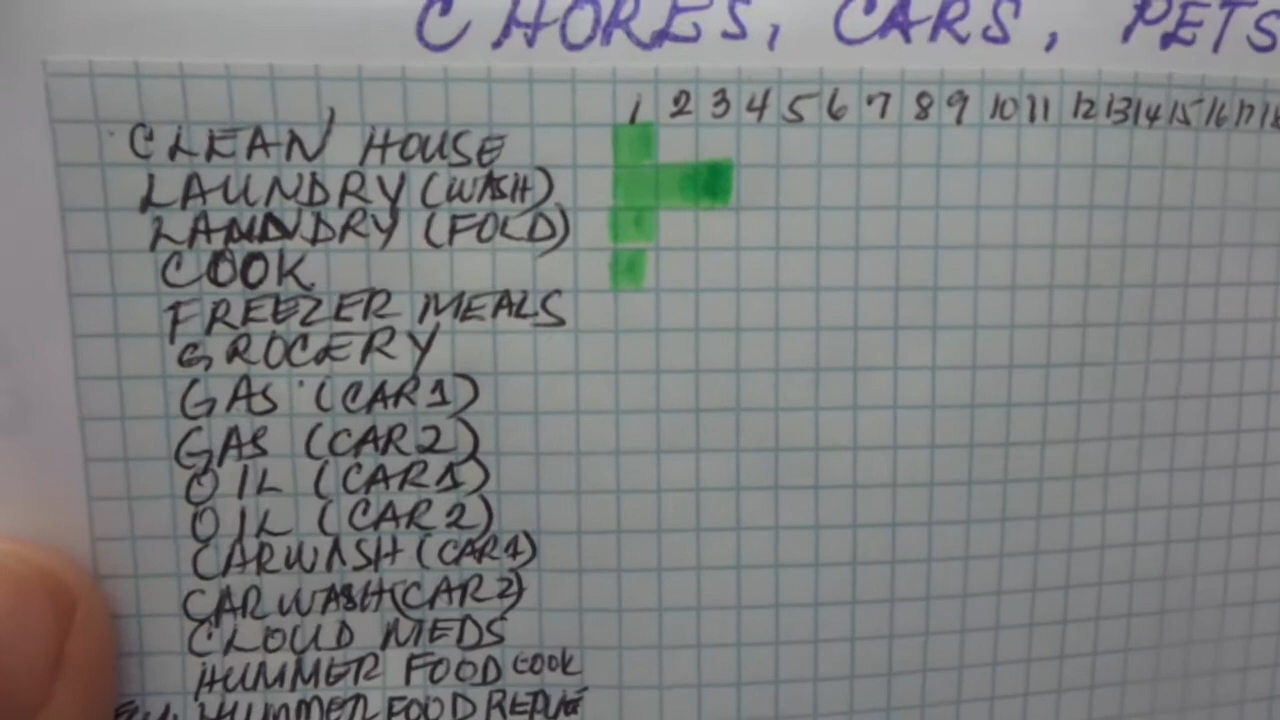 CHORES, CARS, PETS
1 2 3 4 5 6 7 8 9 10 11 12 13 14 15 16 17
CLEAN HOUSE
LAUNDRY (WASH)
LAUNDRY (FOLD)
COOK
FREEZER MEALS
GROCERY
GAS (CAR1)
GAS (CAR2)
OIL (CAR1)
OIL (CAR2)
CARWASH (CAR1)
CARWASH (CAR2)
CLOUD MEDS
HUMMER FOOD COOK
HUMMER FOOD